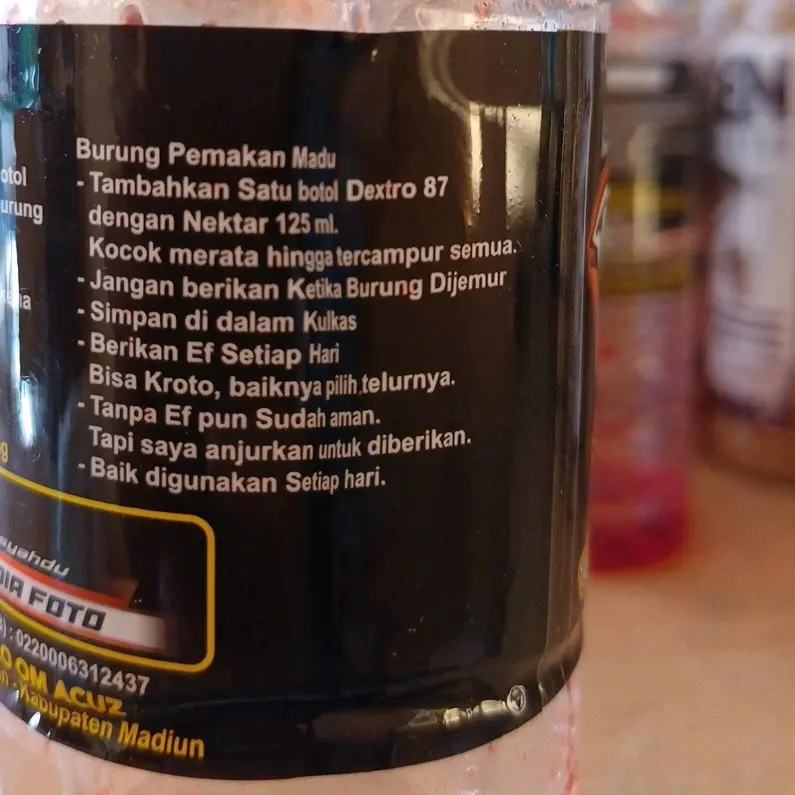 otol
urung
Burung Pemakan Madu
- Tambahkan Satu botol Dextro 87
dengan Nektar 125 ml.
Kocok merata hingga tercampur semua.
- Jangan berikan Ketika Burung Dijemur
- Simpan di dalam Kulkas
- Berikan Ef Setiap Hari
Bisa Kroto, baiknya pilih telurnya.
- Tanpa Ef pun Sudah aman.
Tapi saya anjurkan untuk diberikan.
- Baik digunakan Setiap hari.
syahdu
DIA FOTO
: 0220006312437
OM ACUZ
Kabupaten Madiun
EN